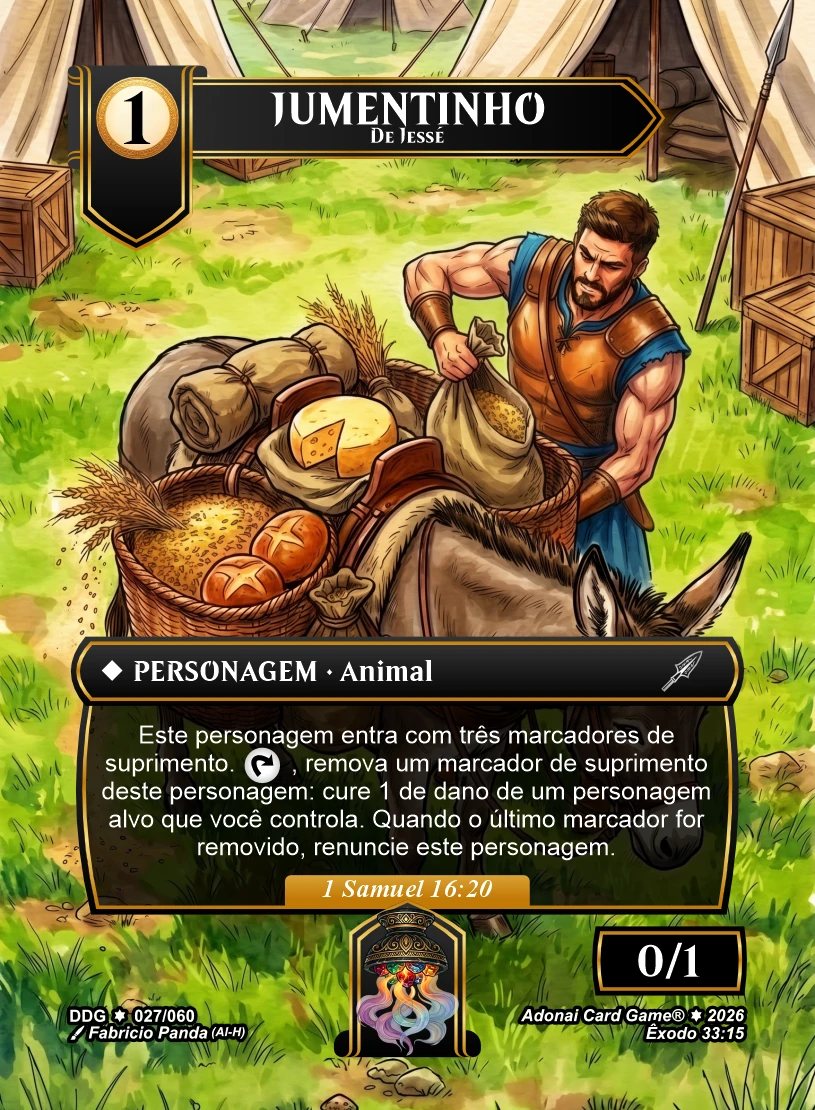 1
JUMENTINHO
De Jessé
PERSONAGEM · Animal
Este personagem entra com três marcadores de
suprimento. , remova um marcador de suprimento
deste personagem: cure 1 de dano de um personagem
alvo que você controla. Quando o último marcador for
removido, renuncie este personagem.
1 Samuel 16:20
0/1
DDG ✱ 027/060
Fabricio Panda (AI-H)
Adonai Card Game® ✱ 2026
Êxodo 33:15